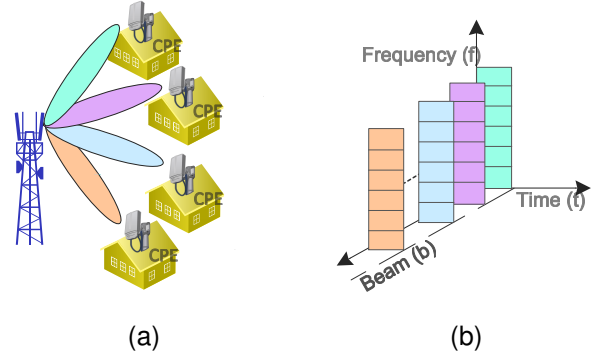 CPE
CPE
CPE
CPE
(a)
Frequency (f)
Time (t)
Beam (b)
(b)